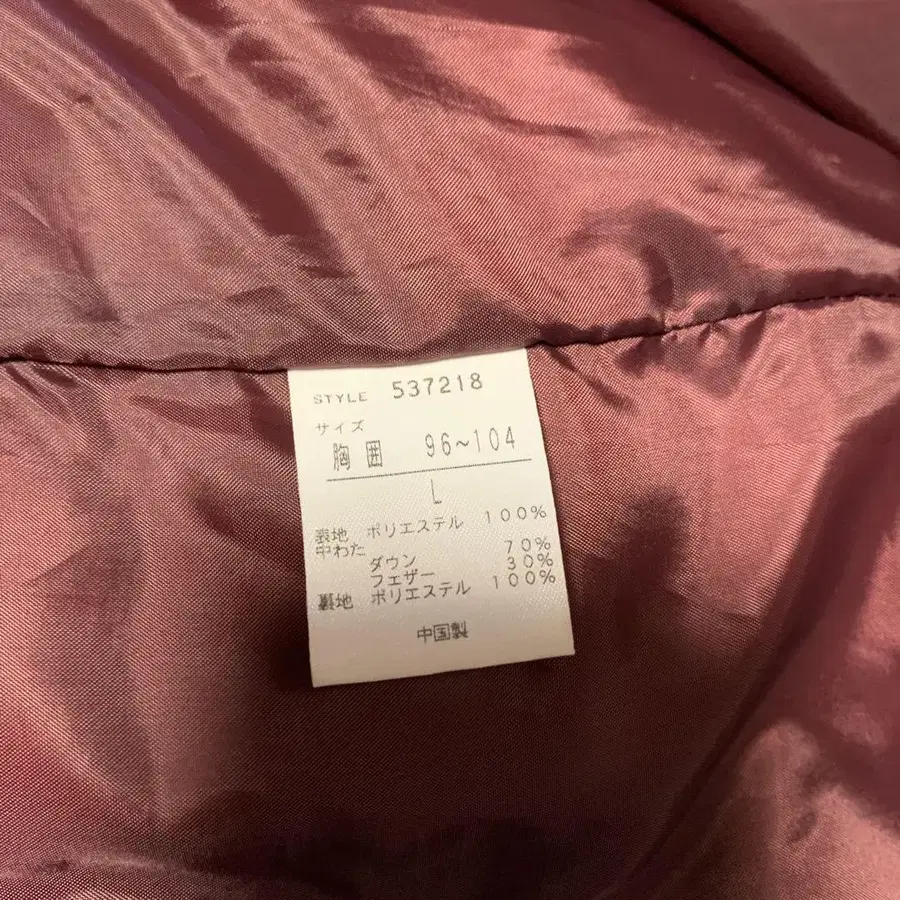 STYLE 537218
サイズ
胸囲 96~104
L
表地 ポリエステル 100%
中わた
ダウン 70%
フェザー 30%
裏地 ポリエステル 100%
中国製